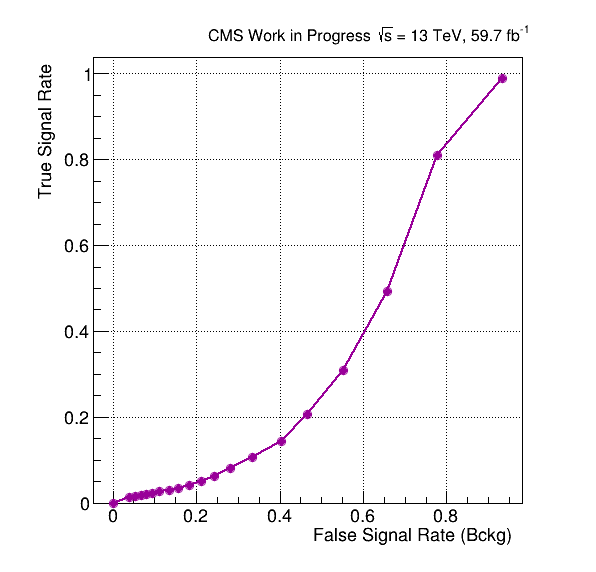 CMS Work in Progress √s = 13 TeV, 59.7 fb⁻¹
True Signal Rate
1
0.8
0.6
0.4
0.2
0
0 0.2 0.4 0.6 0.8
False Signal Rate (Bckg)